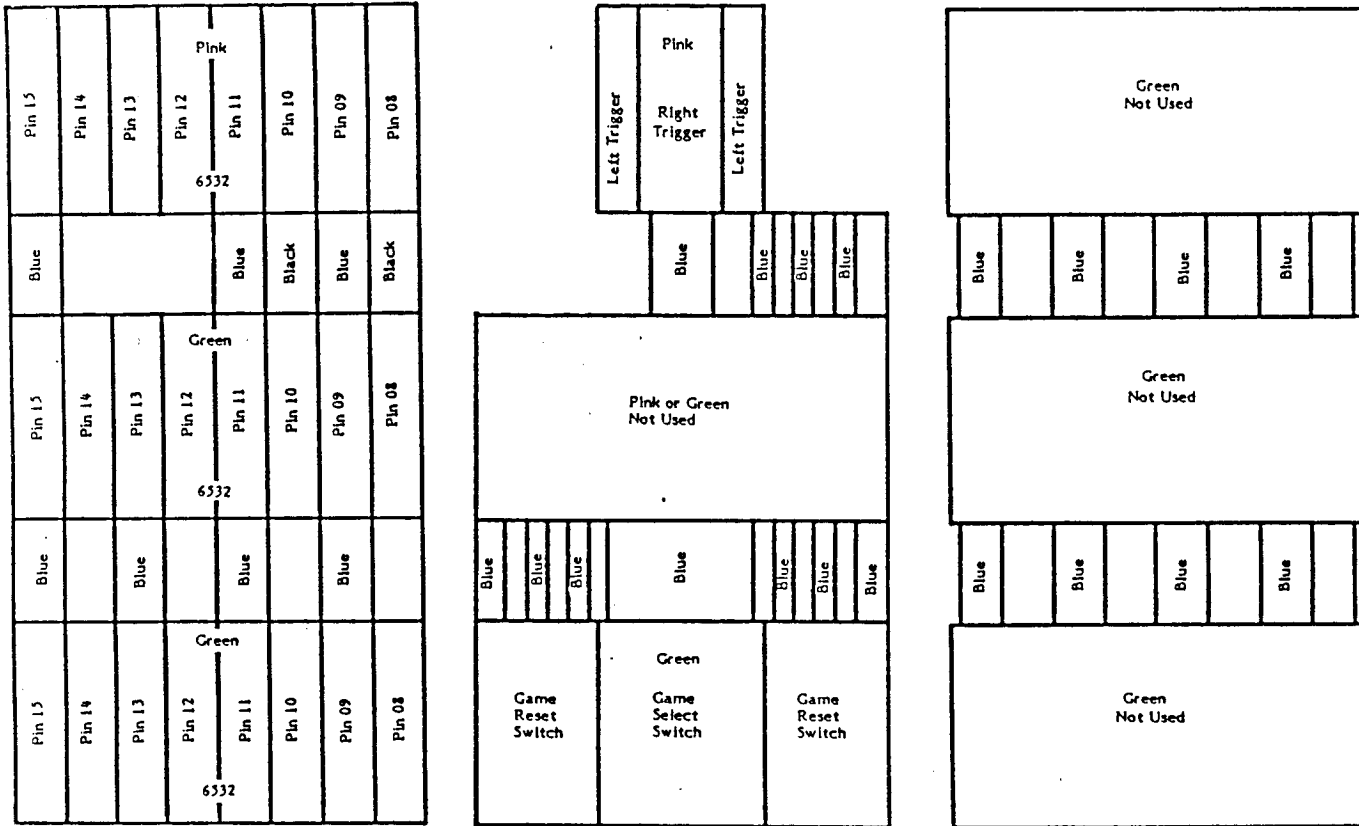 Pink
Pin 15
Pin 14
Pin 13
Pin 12
Pin 11
Pin 10
Pin 09
Pin 08
6532
Blue
Blue
Black
Blue
Black
Green
Pin 15
Pin 14
Pin 13
Pin 12
Pin 11
Pin 10
Pin 09
Pin 08
6532
Blue
Blue
Blue
Blue
Green
Pin 15
Pin 14
Pin 13
Pin 12
Pin 11
Pin 10
Pin 09
Pin 08
6532
Pink
Left Trigger
Right
Trigger
Left Trigger
Blue
Blue
Blue
Blue
Pink or Green
Not Used
Blue
Blue
Blue
Blue
Blue
Blue
Blue
Green
Game
Reset
Switch
Game
Select
Switch
Game
Reset
Switch
Green
Not Used
Blue
Blue
Blue
Blue
Green
Not Used
Blue
Blue
Blue
Blue
Green
Not Used